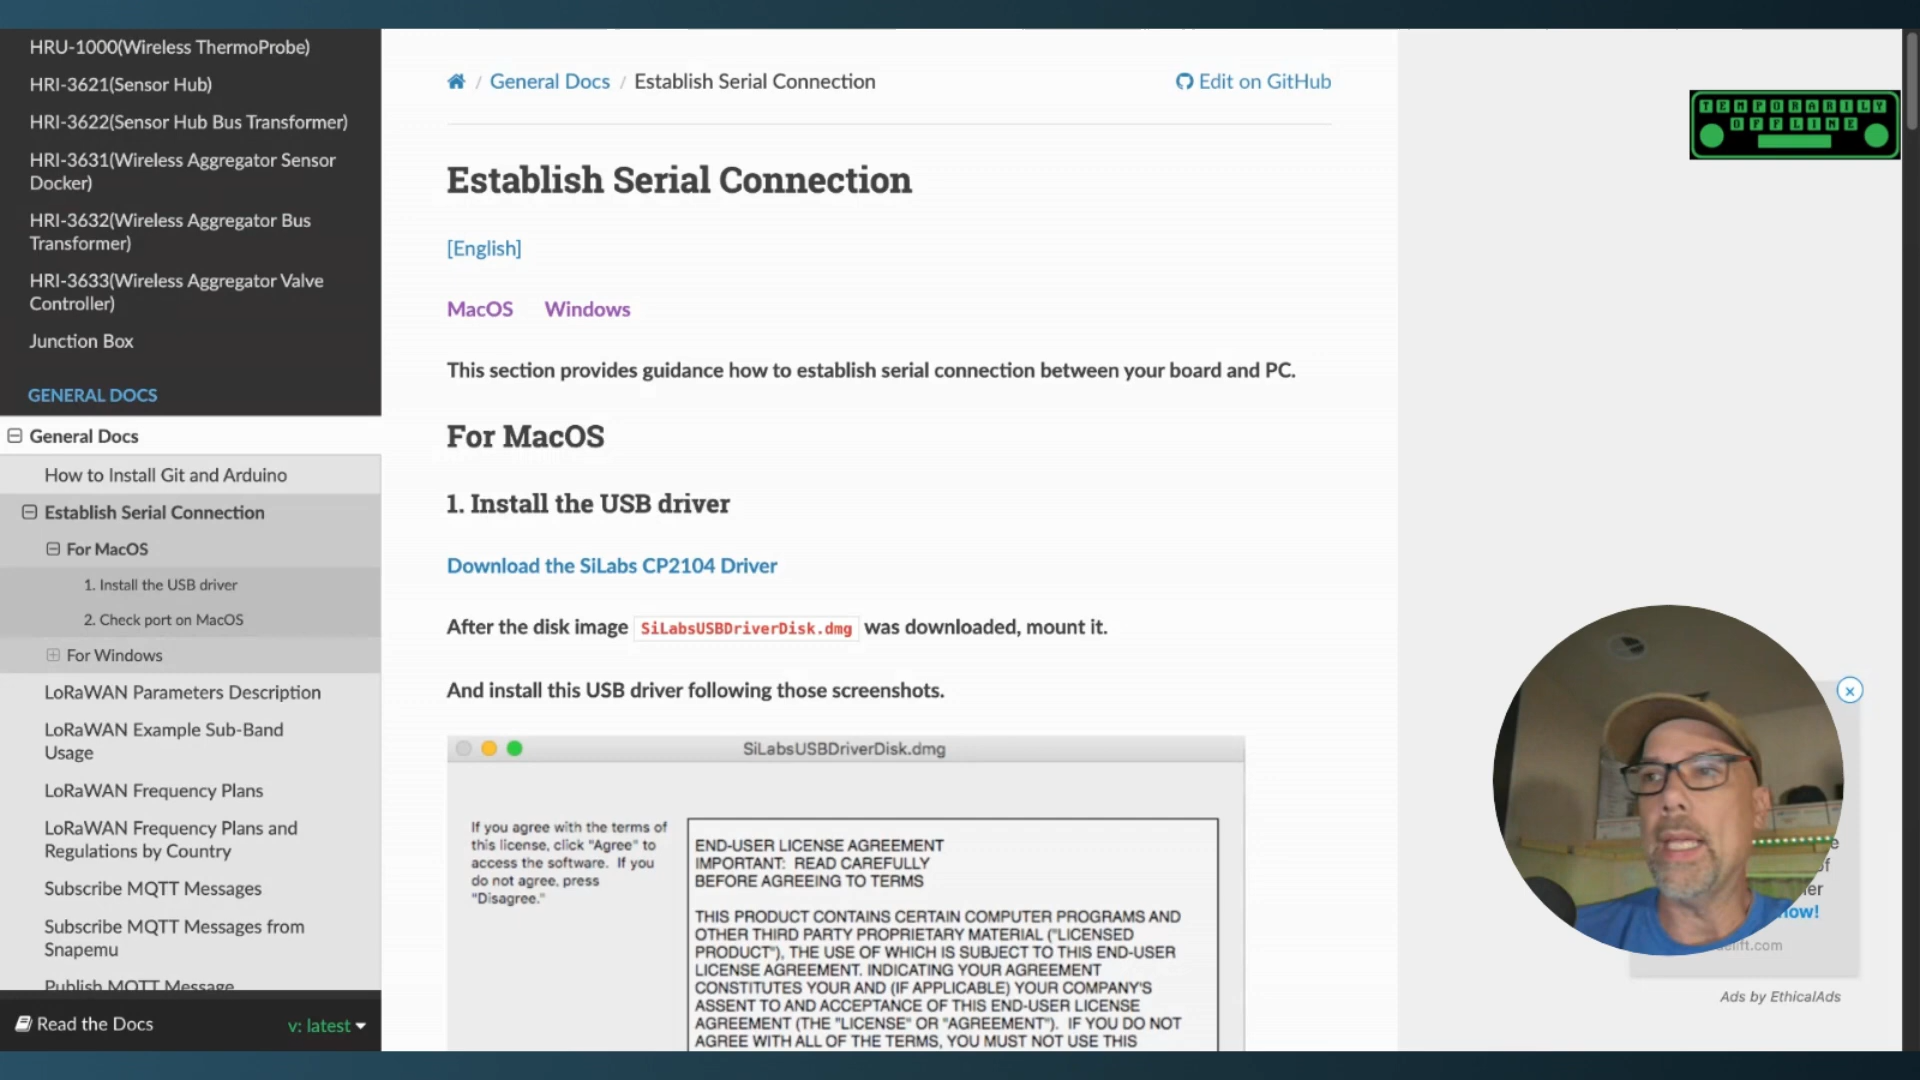 HRU-1000(Wireless ThermoProbe)
HRI-3621(Sensor Hub)
HRI-3622(Sensor Hub Bus Transformer)
HRI-3631(Wireless Aggregator Sensor
Docker)
HRI-3632(Wireless Aggregator Bus
Transformer)
HRI-3633(Wireless Aggregator Valve
Controller)
Junction Box
GENERAL DOCS
General Docs
How to Install Git and Arduino
Establish Serial Connection
For MacOS
1. Install the USB driver
2. Check port on MacOS
For Windows
LoRaWAN Parameters Description
LoRaWAN Example Sub-Band
Usage
LoRaWAN Frequency Plans
LoRaWAN Frequency Plans and
Regulations by Country
Subscribe MQTT Messages
Subscribe MQTT Messages from
Snapemu
Publish MQTT Message
Read the Docs
v: latest
/ General Docs / Establish Serial Connection
Edit on GitHub
Establish Serial Connection
[English]
MacOS Windows
This section provides guidance how to establish serial connection between your board and PC.
For MacOS
1. Install the USB driver
Download the SiLabs CP2104 Driver
After the disk image SiLabsUSBDriverDisk.dmg was downloaded, mount it.
And install this USB driver following those screenshots.
SiLabsUSBDriverDisk.dmg
If you agree with the terms of
this license, click "Agree" to
access the software. If you
do not agree, press
"Disagree."
END-USER LICENSE AGREEMENT
IMPORTANT: READ CAREFULLY
BEFORE AGREEING TO TERMS
THIS PRODUCT CONTAINS CERTAIN COMPUTER PROGRAMS AND
OTHER THIRD PARTY PROPRIETARY MATERIAL ("LICENSED
PRODUCT"), THE USE OF WHICH IS SUBJECT TO THIS END-USER
LICENSE AGREEMENT. INDICATING YOUR AGREEMENT
CONSTITUTES YOUR AND (IF APPLICABLE) YOUR COMPANY'S
ASSENT TO AND ACCEPTANCE OF THIS END-USER LICENSE
AGREEMENT (THE "LICENSE" OR "AGREEMENT"). IF YOU DO NOT
AGREE WITH ALL OF THE TERMS, YOU MUST NOT USE THIS
TEMPORARILY
OFFLINE
now!
Ads by EthicalAds